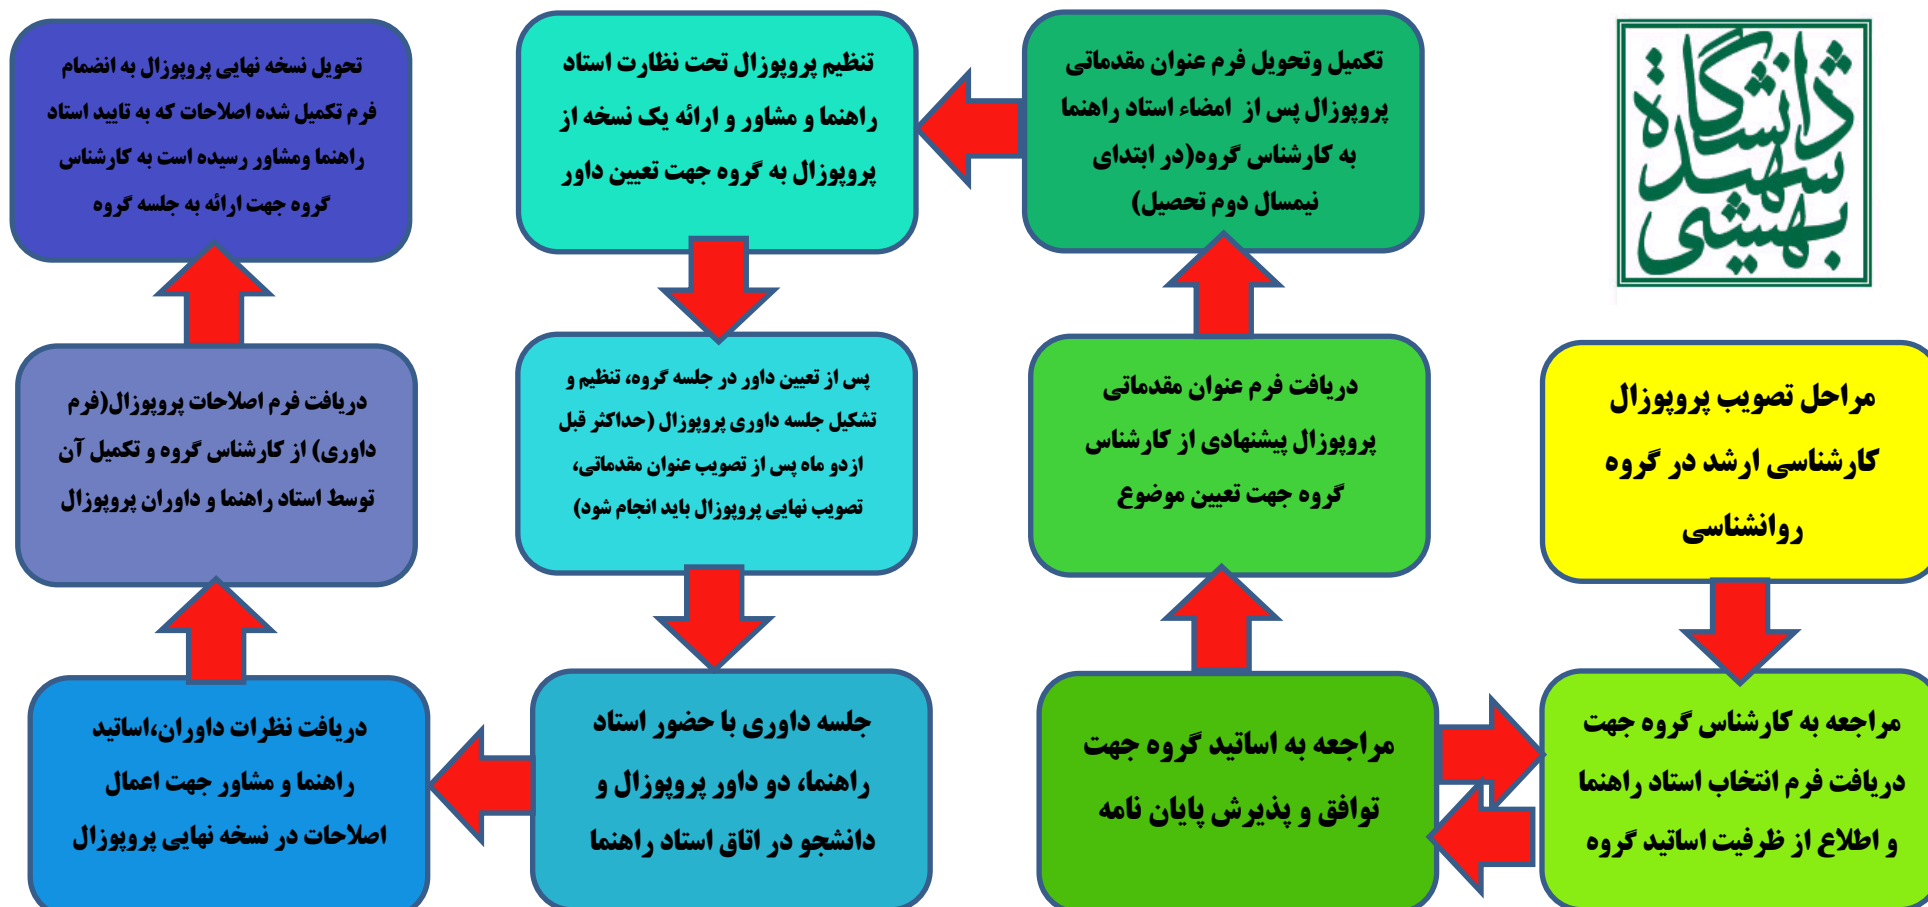 دانشگاه
شهید
بهشتی
مراحل تصویب پروپوزال
کارشناسی ارشد در گروه
روانشناسی
مراجعه به کارشناس گروه جهت
دریافت فرم انتخاب استاد راهنما
و اطلاع از ظرفیت اساتید گروه
مراجعه به اساتید گروه جهت
توافق و پذیرش پایان نامه
دریافت فرم عنوان مقدماتی
پروپوزال پیشنهادی از کارشناس
گروه جهت تعیین موضوع
تکمیل وتحویل فرم عنوان مقدماتی
پروپوزال پس از امضاء استاد راهنما
به کارشناس گروه(در ابتدای
نیمسال دوم تحصیل)
تنظیم پروپوزال تحت نظارت استاد
راهنما و مشاور و ارائه یک نسخه از
پروپوزال به گروه جهت تعیین داور
پس از تعیین داور در جلسه گروه، تنظیم و
تشکیل جلسه داوری پروپوزال (حداکثر قبل
ازدو ماه پس از تصویب عنوان مقدماتی،
تصویب نهایی پروپوزال باید انجام شود)
جلسه داوری با حضور استاد
راهنما، دو داور پروپوزال و
دانشجو در اتاق استاد راهنما
دریافت نظرات داوران،اساتید
راهنما و مشاور جهت اعمال
اصلاحات در نسخه نهایی پروپوزال
دریافت فرم اصلاحات پروپوزال(فرم
داوری) از کارشناس گروه و تکمیل آن
توسط استاد راهنما و داوران پروپوزال
تحویل نسخه نهایی پروپوزال به انضمام
فرم تکمیل شده اصلاحات که به تایید استاد
راهنما ومشاور رسیده است به کارشناس
گروه جهت ارائه به جلسه گروه